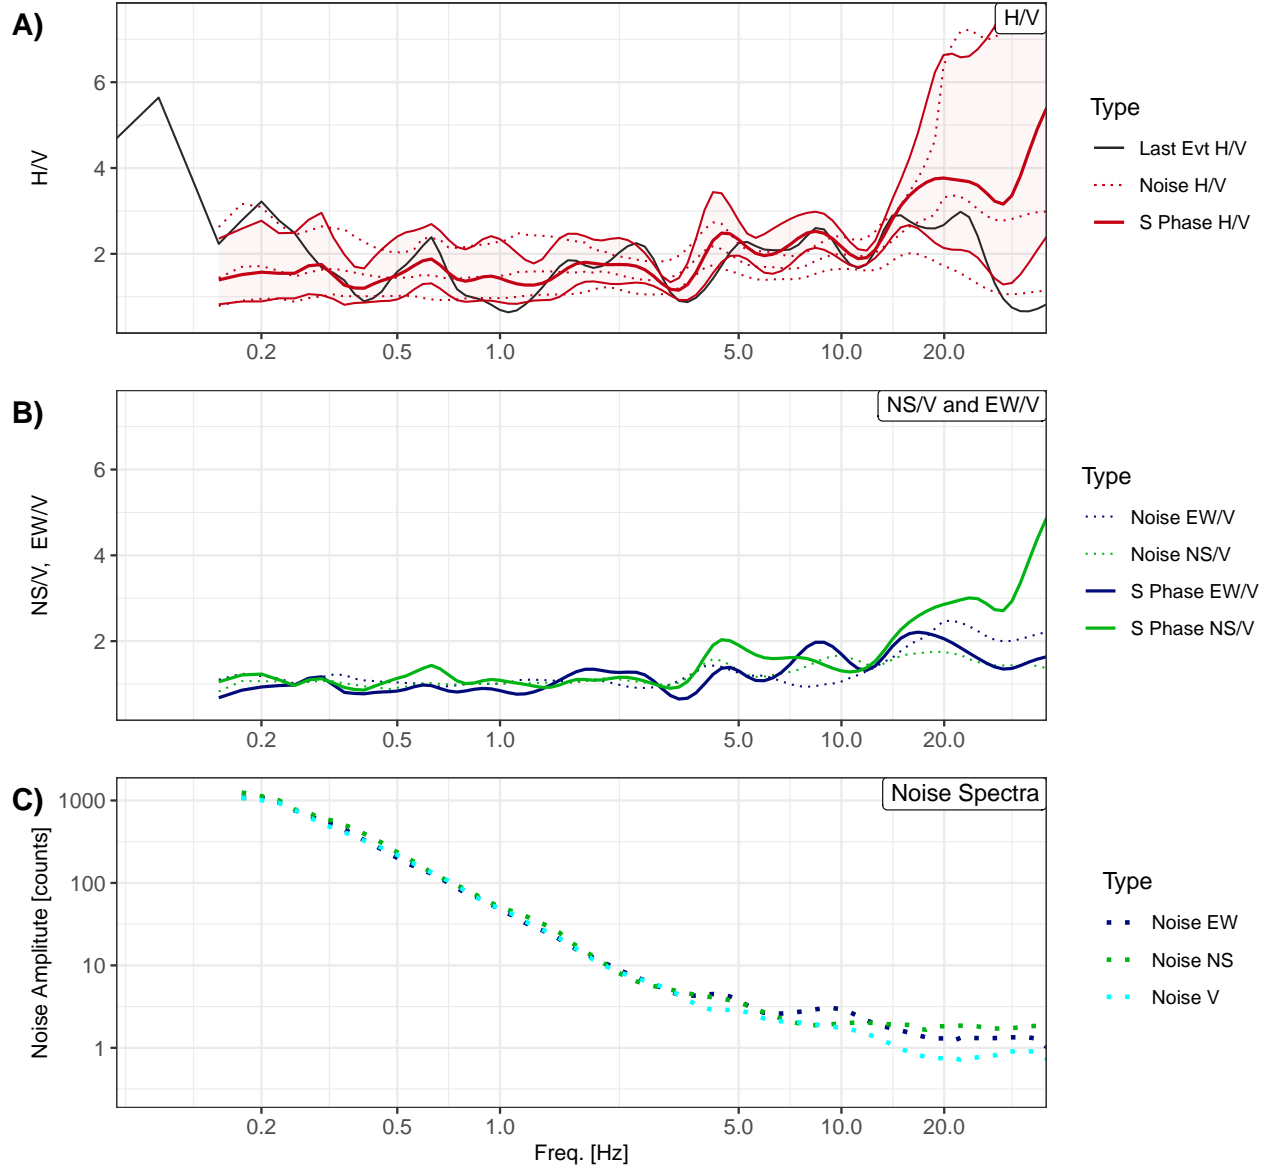 A)
H/V
6
4
2
H/V
0.2 0.5 1.0 5.0 10.0 20.0
Type
Last Evt H/V
Noise H/V
S Phase H/V
B)
NS/V and EW/V
6
4
2
NS/V, EW/V
0.2 0.5 1.0 5.0 10.0 20.0
Type
Noise EW/V
Noise NS/V
S Phase EW/V
S Phase NS/V
C)
Noise Spectra
1000
100
10
1
Noise Amplitute [counts]
0.2 0.5 1.0 5.0 10.0 20.0
Freq. [Hz]
Type
Noise EW
Noise NS
Noise V